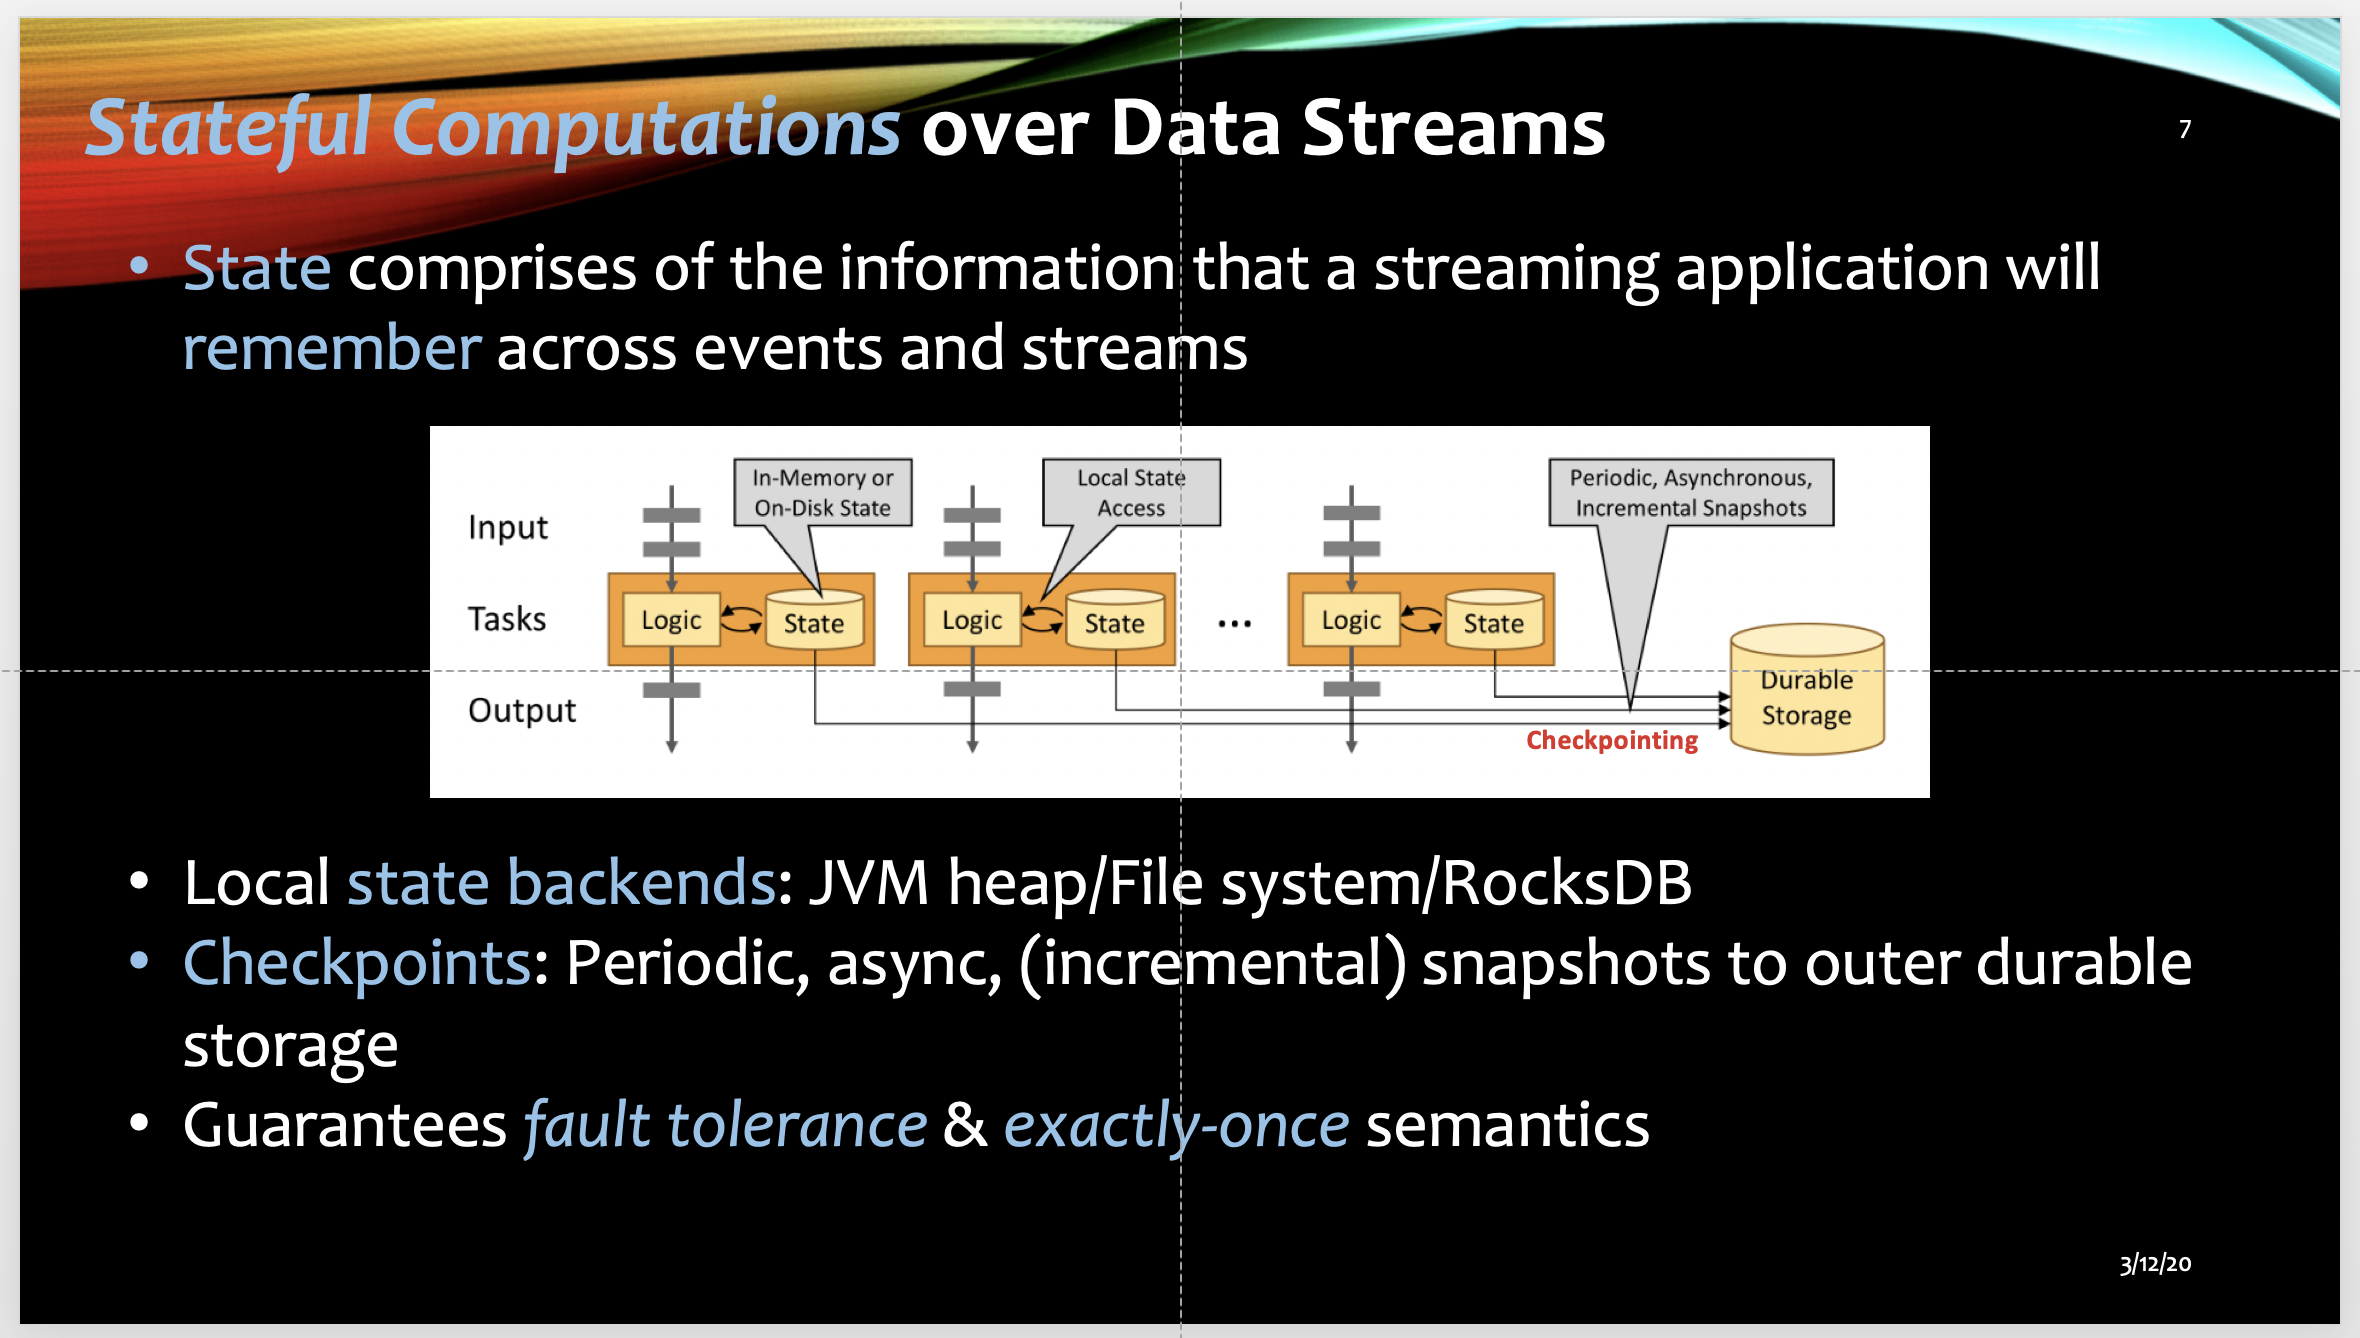 Stateful Computations over Data Streams
7
• State comprises of the information that a streaming application will
remember across events and streams
In-Memory or
On-Disk State
Local State
Access
Periodic, Asynchronous,
Incremental Snapshots
Input
Tasks
Logic
State
Logic
State
...
Logic
State
Output
Durable
Storage
Checkpointing
• Local state backends: JVM heap/File system/RocksDB
• Checkpoints: Periodic, async, (incremental) snapshots to outer durable
storage
• Guarantees fault tolerance & exactly-once semantics
3/12/20